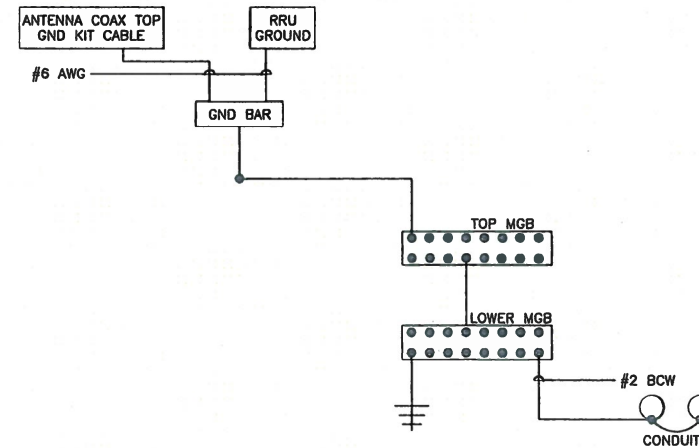 ANTENNA COAX TOP
GND KIT CABLE
RRU
GROUND
#6 AWG
GND BAR
TOP MGB
LOWER MGB
#2 BCW
CONDUIT